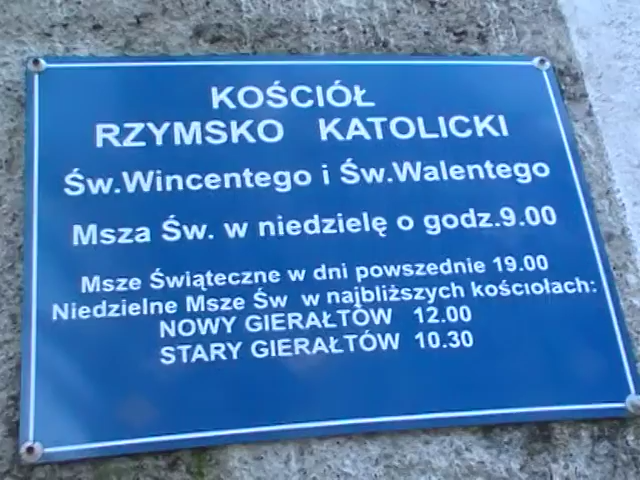 KOŚCIÓŁ
RZYMSKO KATOLICKI
Św.Wincentego i Św.Walentego
Msza Św. w niedzielę o godz.9.00
Msze Świąteczne w dni powszednie 19.00
Niedzielne Msze Św w najbliższych kościołach:
NOWY GIERAŁTÓW 12.00
STARY GIERAŁTÓW 10.30